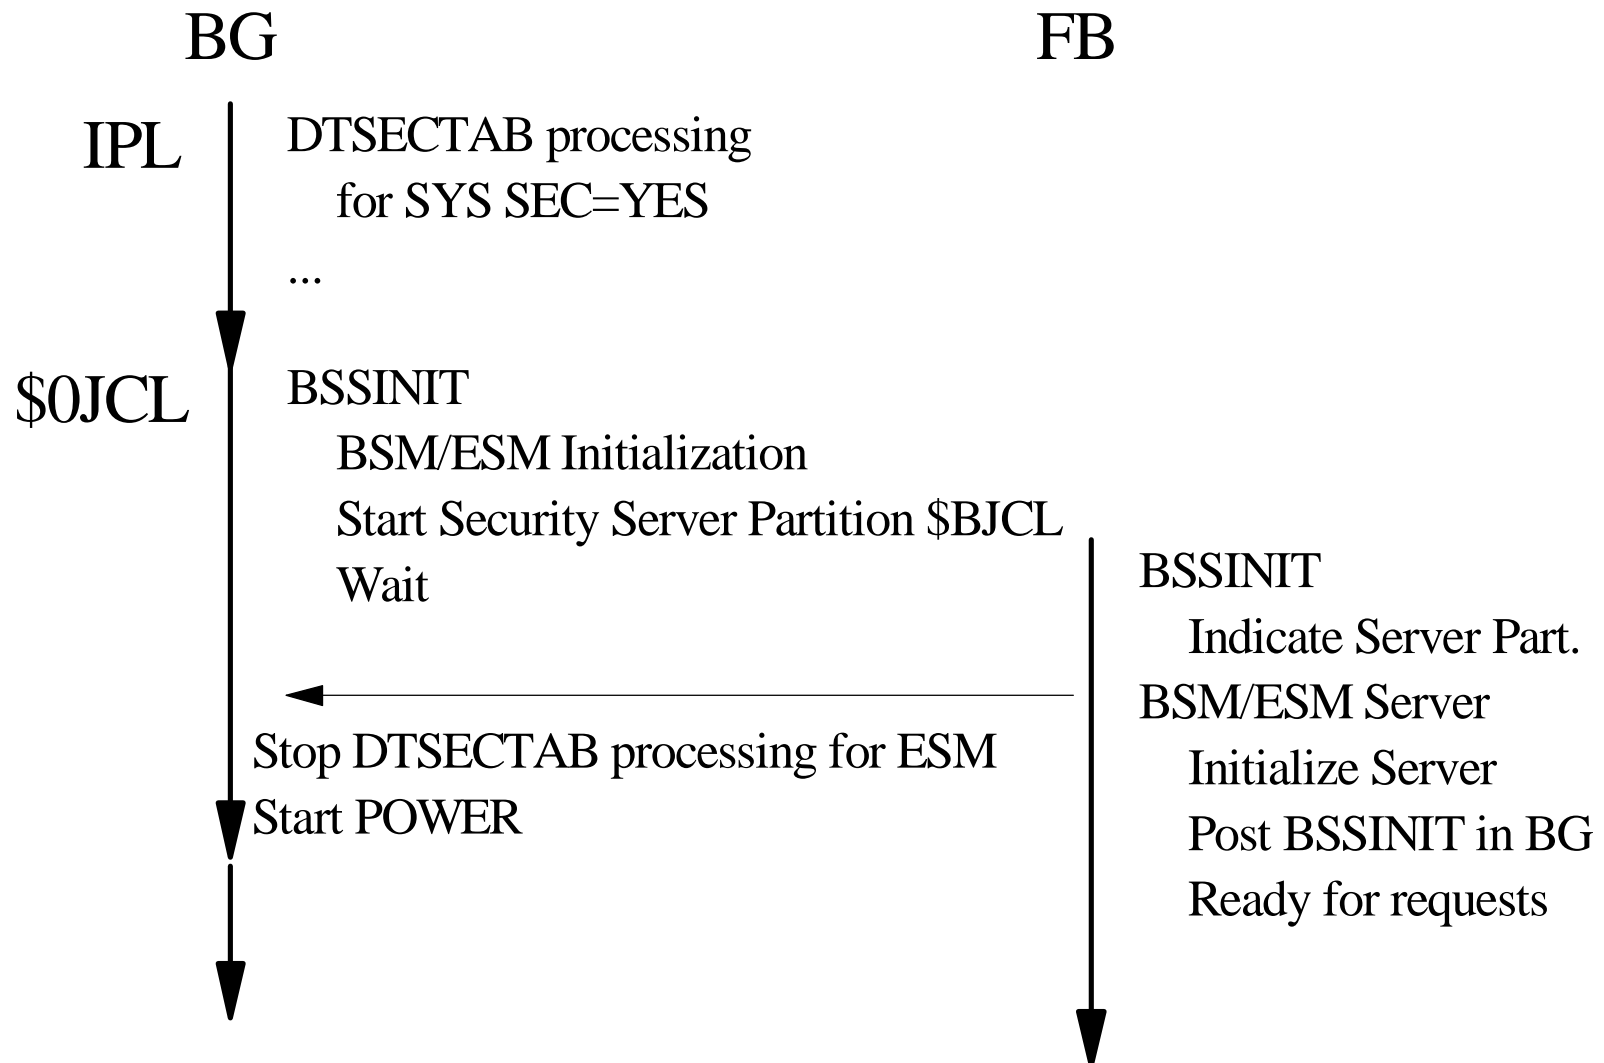 BG
FB
IPL
DTSECTAB processing
for SYS SEC=YES
...
$0JCL
BSSINIT
BSM/ESM Initialization
Start Security Server Partition $BJCL
Wait
BSSINIT
Indicate Server Part.
BSM/ESM Server
Initialize Server
Post BSSINIT in BG
Ready for requests
Stop DTSECTAB processing for ESM
Start POWER